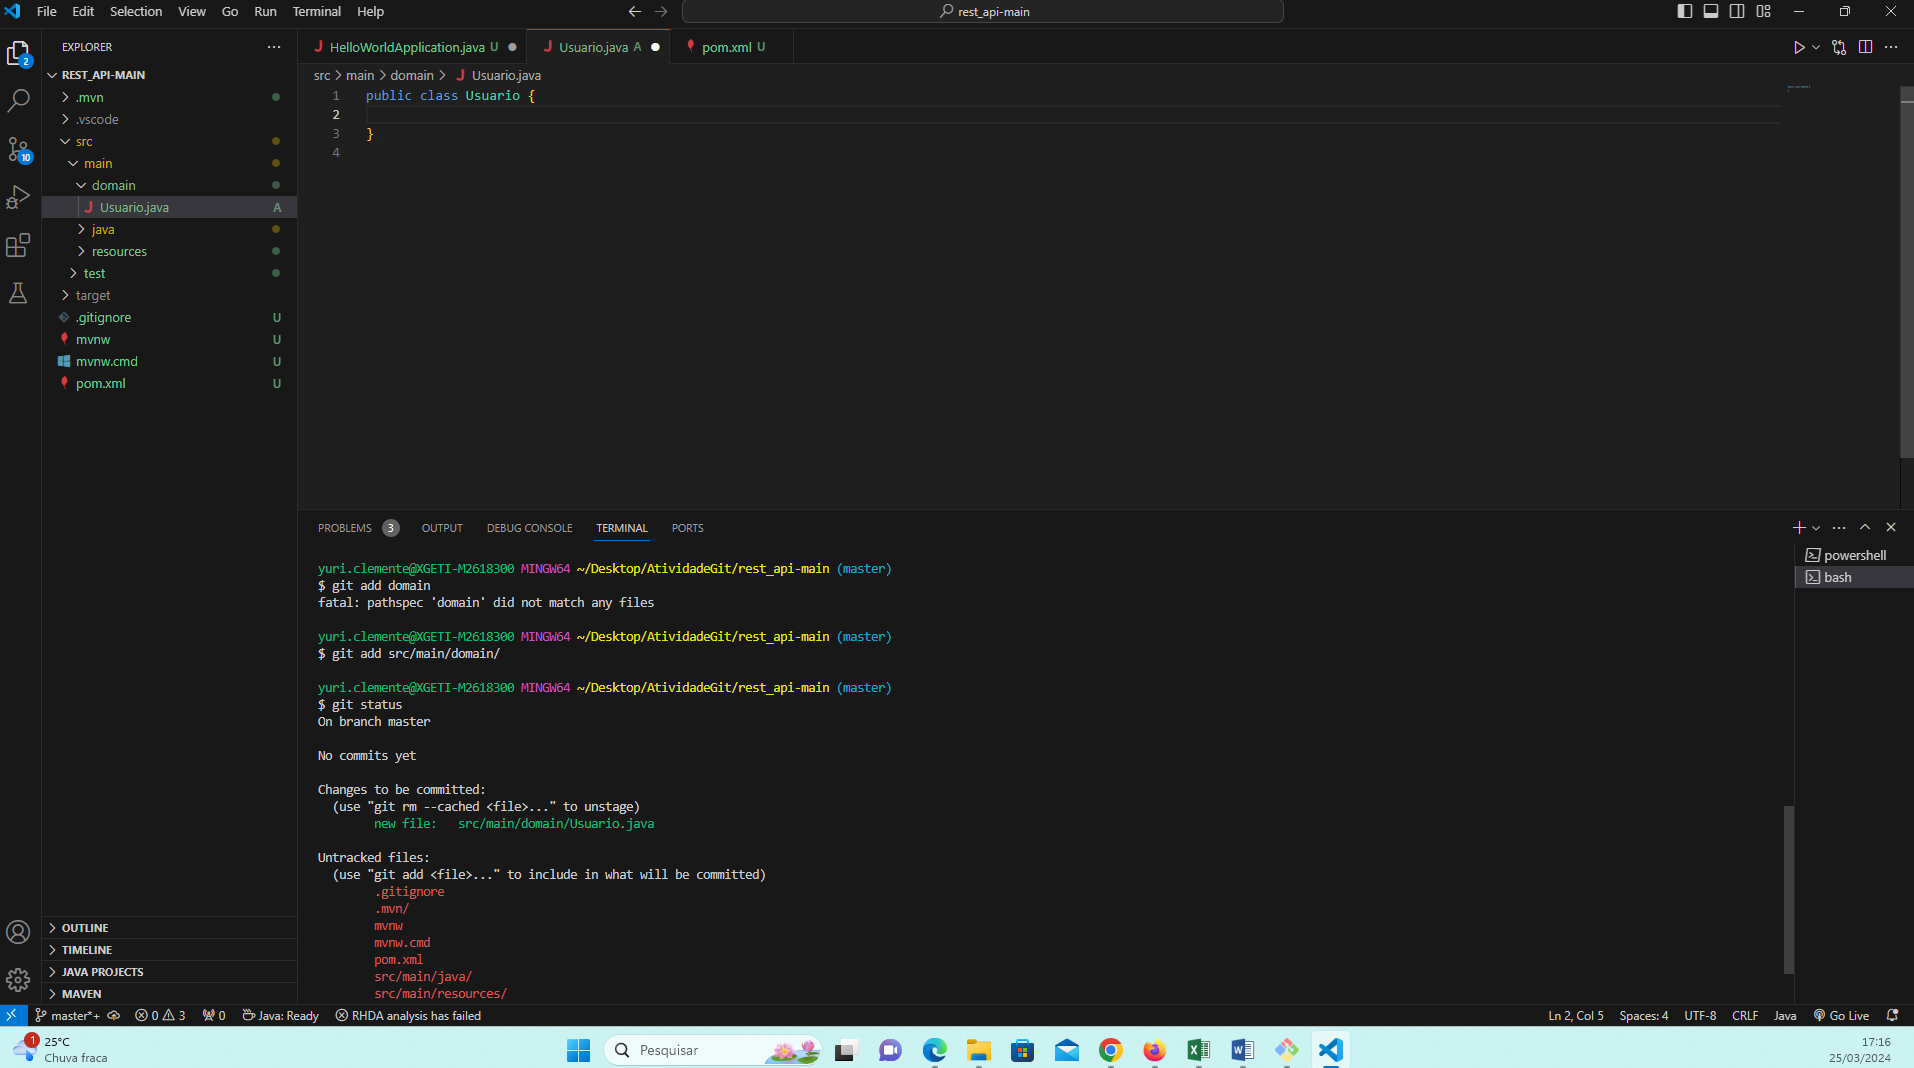 File Edit Selection View Go Run Terminal Help
rest_api-main
EXPLORER
2
REST_API-MAIN
.mvn
.vscode
src
10
main
domain
Usuario.java A
java
resources
test
target
.gitignore U
mvnw U
mvnw.cmd U
pom.xml U
OUTLINE
TIMELINE
JAVA PROJECTS
MAVEN
HelloWorldApplication.java U
Usuario.java A
pom.xml U
src > main > domain > Usuario.java
1 public class Usuario {
2
3 }
4
PROBLEMS 3 OUTPUT DEBUG CONSOLE TERMINAL PORTS
powershell
bash
yuri.clemente@XGETI-M2618300 MINGW64 ~/Desktop/AtividadeGit/rest_api-main (master)
$ git add domain
fatal: pathspec 'domain' did not match any files
yuri.clemente@XGETI-M2618300 MINGW64 ~/Desktop/AtividadeGit/rest_api-main (master)
$ git add src/main/domain/
yuri.clemente@XGETI-M2618300 MINGW64 ~/Desktop/AtividadeGit/rest_api-main (master)
$ git status
On branch master
No commits yet
Changes to be committed:
(use "git rm --cached <file>..." to unstage)
new file: src/main/domain/Usuario.java
Untracked files:
(use "git add <file>..." to include in what will be committed)
.gitignore
.mvn/
mvnw
mvnw.cmd
pom.xml
src/main/java/
src/main/resources/
master*+ 0 3 0 Java: Ready RHDA analysis has failed
Ln 2, Col 5 Spaces: 4 UTF-8 CRLF Java Go Live
1
25°C
Chuva fraca
Pesquisar
17:16
25/03/2024